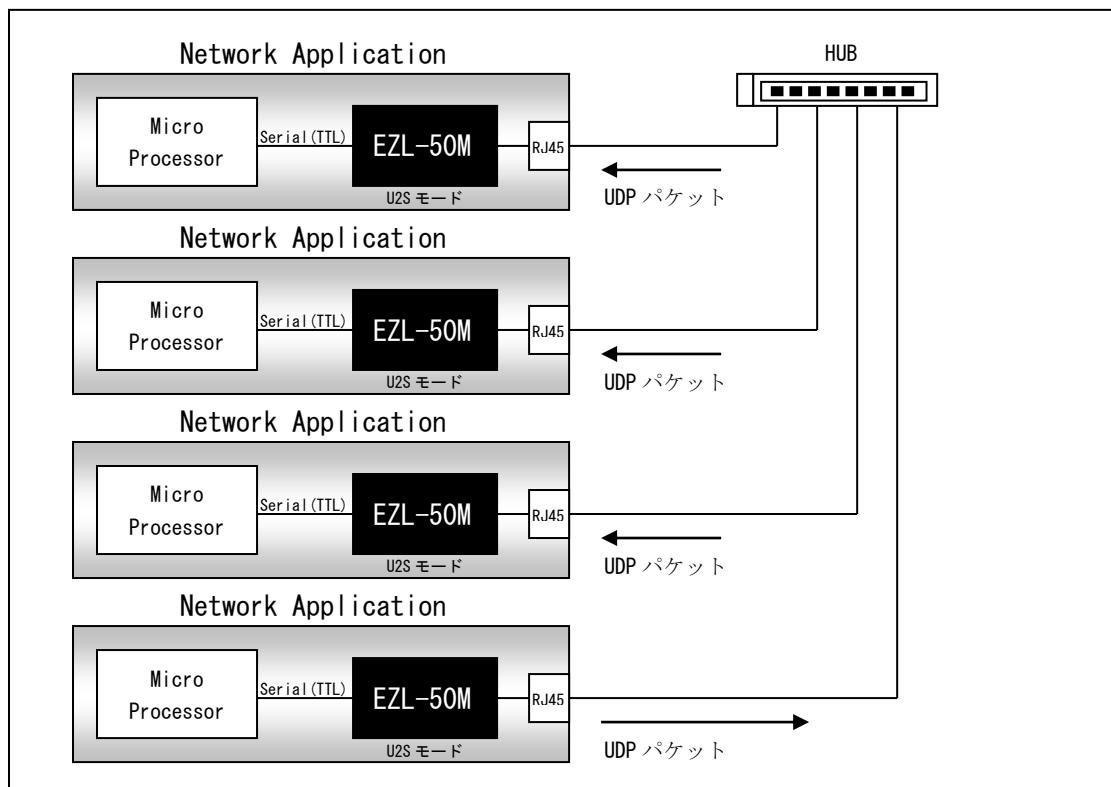 Network Application
HUB
Micro
Processor
Serial(TTL)
EZL-50M
RJ45
U2S モード
UDP パケット
Network Application
Micro
Processor
Serial(TTL)
EZL-50M
RJ45
U2S モード
UDP パケット
Network Application
Micro
Processor
Serial(TTL)
EZL-50M
RJ45
U2S モード
UDP パケット
Network Application
Micro
Processor
Serial(TTL)
EZL-50M
RJ45
U2S モード
UDP パケット